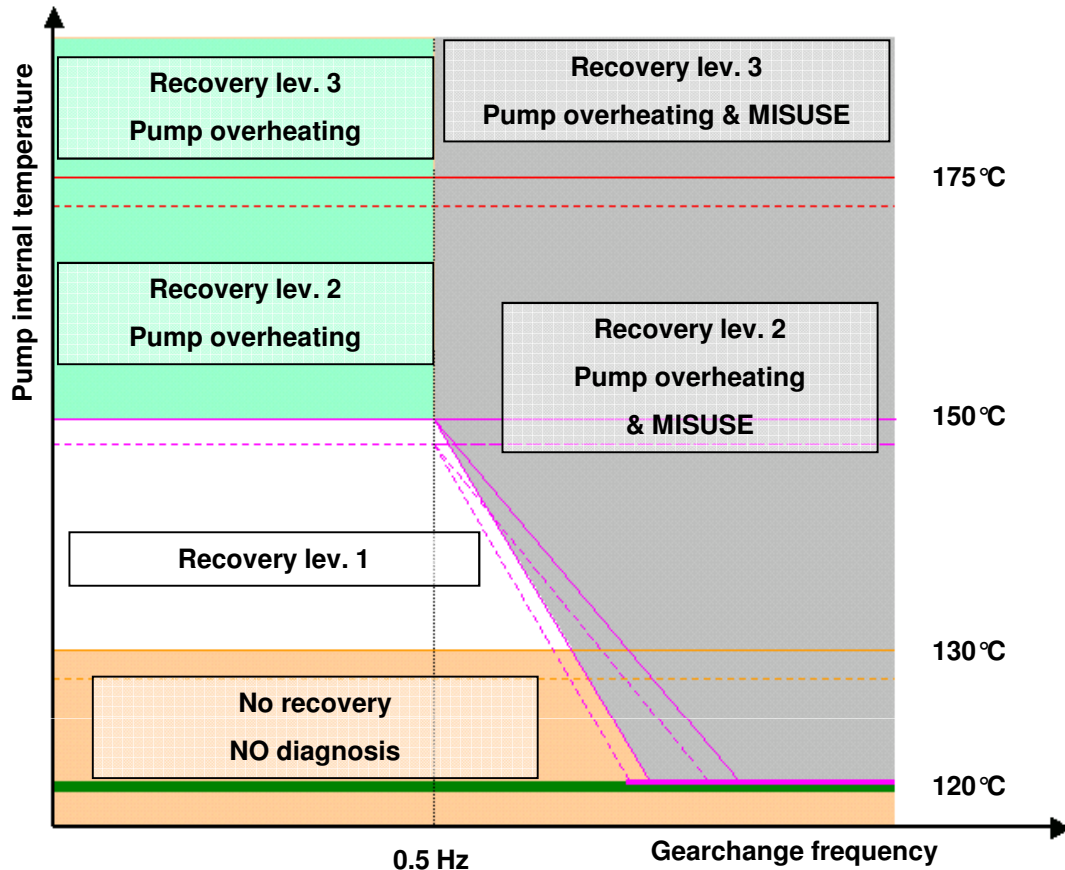 Pump internal temperature
Recovery lev. 3
Pump overheating
Recovery lev. 3
Pump overheating & MISUSE
175°C
Recovery lev. 2
Pump overheating
Recovery lev. 2
Pump overheating
& MISUSE
150°C
Recovery lev. 1
130°C
No recovery
NO diagnosis
120°C
0.5 Hz
Gearchange frequency